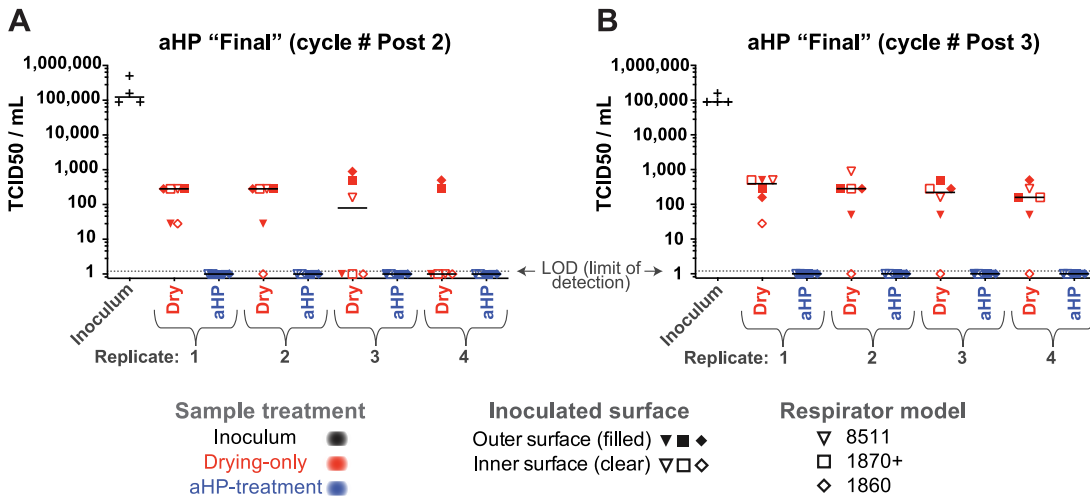 A
aHP “Final” (cycle # Post 2)
TCID50 / mL
1,000,000
100,000
10,000
1,000
100
10
1
Inoculum
Dry
aHP
Dry
aHP
Dry
aHP
Dry
aHP
Replicate: 1 2 3 4
LOD (limit of
detection)
B
aHP “Final” (cycle # Post 3)
TCID50 / mL
1,000,000
100,000
10,000
1,000
100
10
1
Inoculum
Dry
aHP
Dry
aHP
Dry
aHP
Dry
aHP
Replicate: 1 2 3 4
Sample treatment
Inoculum
Drying-only
aHP-treatment
Inoculated surface
Outer surface (filled)
Inner surface (clear)
Respirator model
8511
1870+
1860